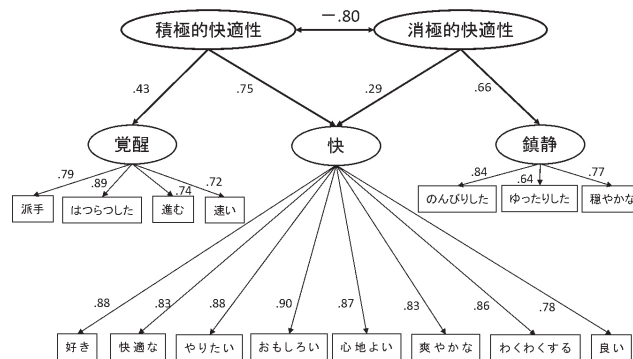 積極的快適性
－.80
消極的快適性
.43
.75
.29
.66
覚醒
快
鎮静
.79
.89
.74
.72
.84
.64
.77
派手
はつらつした
進む
速い
のんびりした
ゆったりした
穏やかな
.88
.83
.88
.90
.87
.83
.86
.78
好き
快適な
やりたい
おもしろい
心地よい
爽やかな
わくわくする
良い